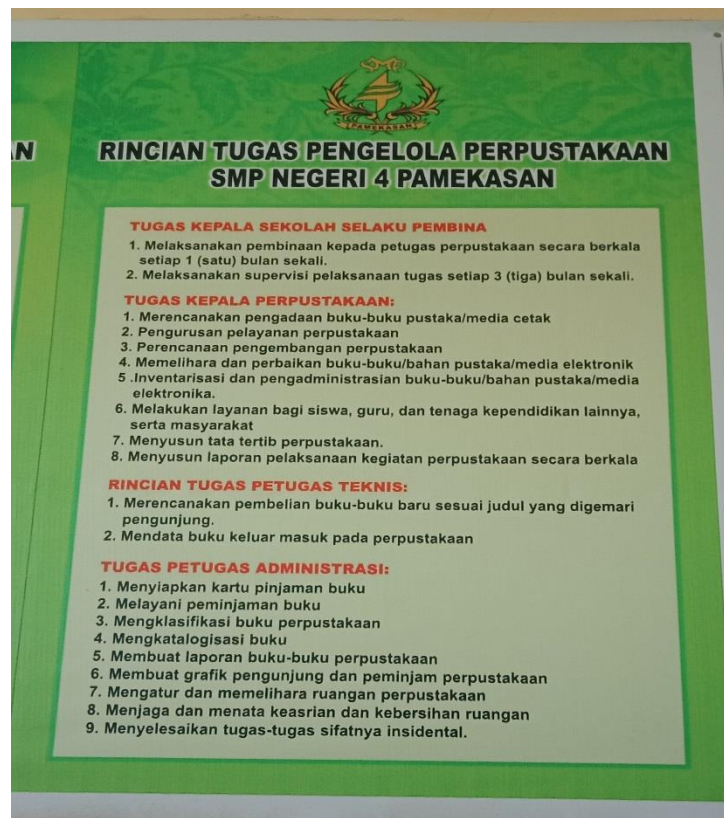 SMP
4
PAMEKASAN
AN
RINCIAN TUGAS PENGELOLA PERPUSTAKAAN
SMP NEGERI 4 PAMEKASAN
TUGAS KEPALA SEKOLAH SELAKU PEMBINA
1. Melaksanakan pembinaan kepada petugas perpustakaan secara berkala
setiap 1 (satu) bulan sekali.
2. Melaksanakan supervisi pelaksanaan tugas setiap 3 (tiga) bulan sekali.
TUGAS KEPALA PERPUSTAKAAN:
1. Merencanakan pengadaan buku-buku pustaka/media cetak
2. Pengurusan pelayanan perpustakaan
3. Perencanaan pengembangan perpustakaan
4. Memelihara dan perbaikan buku-buku/bahan pustaka/media elektronik
5 .Inventarisasi dan pengadministrasian buku-buku/bahan pustaka/media
elektronika.
6. Melakukan layanan bagi siswa, guru, dan tenaga kependidikan lainnya,
serta masyarakat
7. Menyusun tata tertib perpustakaan.
8. Menyusun laporan pelaksanaan kegiatan perpustakaan secara berkala
RINCIAN TUGAS PETUGAS TEKNIS:
1. Merencanakan pembelian buku-buku baru sesuai judul yang digemari
pengunjung.
2. Mendata buku keluar masuk pada perpustakaan
TUGAS PETUGAS ADMINISTRASI:
1. Menyiapkan kartu pinjaman buku
2. Melayani peminjaman buku
3. Mengklasifikasi buku perpustakaan
4. Mengkatalogisasi buku
5. Membuat laporan buku-buku perpustakaan
6. Membuat grafik pengunjung dan peminjam perpustakaan
7. Mengatur dan memelihara ruangan perpustakaan
8. Menjaga dan menata keasrian dan kebersihan ruangan
9. Menyelesaikan tugas-tugas sifatnya insidental.